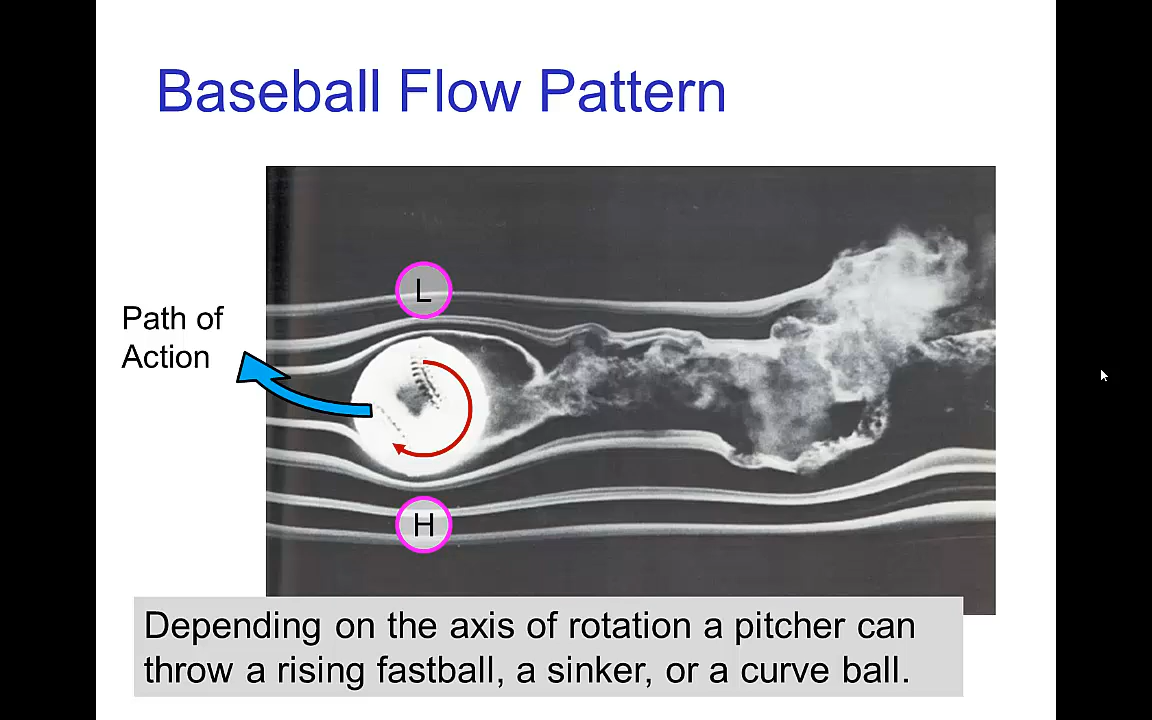 Baseball Flow Pattern
L
Path of
Action
H
Depending on the axis of rotation a pitcher can
throw a rising fastball, a sinker, or a curve ball.